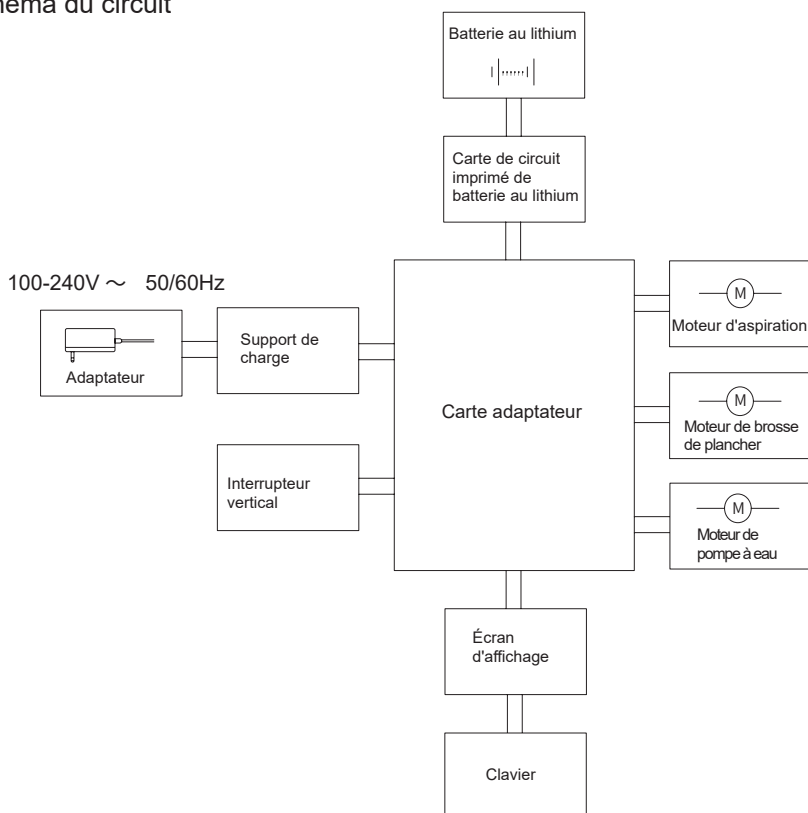 néma du circuit
Batterie au lithium
Carte de circuit
imprimé de
batterie au lithium
100-240V ～ 50/60Hz
Adaptateur
Support de
charge
Interrupteur
vertical
Carte adaptateur
M
Moteur d'aspiration
M
Moteur de brosse
de plancher
M
Moteur de
pompe à eau
Écran
d'affichage
Clavier